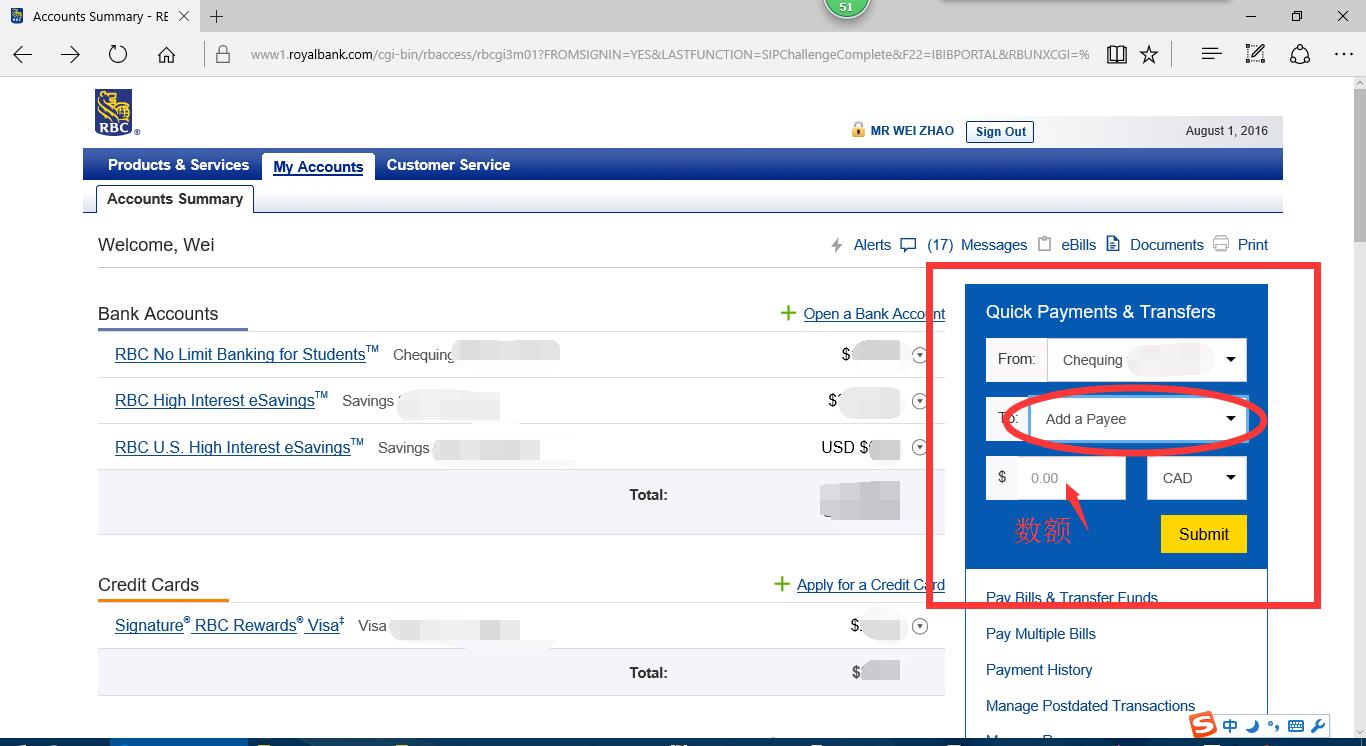 Accounts Summary - RE
51
www1.royalbank.com/cgi-bin/rbaccess/rbcgi3m01?FROMSIGNIN=YES&LASTFUNCTION=SIPChallengeComplete&F22=IBIBPORTAL&RBUNXCGI=%
RBC ®
MR WEI ZHAO Sign Out August 1, 2016
Products & Services My Accounts Customer Service
Accounts Summary
Welcome, Wei
Alerts (17) Messages eBills Documents Print
Bank Accounts
Open a Bank Account
RBC No Limit Banking for Students™ Chequing $
RBC High Interest eSavings™ Savings $
RBC U.S. High Interest eSavings™ Savings USD $
Total:
Credit Cards
Apply for a Credit Card
Signature® RBC Rewards® Visa‡ Visa $
Total: $
Quick Payments & Transfers
From: Chequing
To: Add a Payee
$ 0.00 CAD
数额
Submit
Pay Bills & Transfer Funds
Pay Multiple Bills
Payment History
Manage Postdated Transactions
S 中